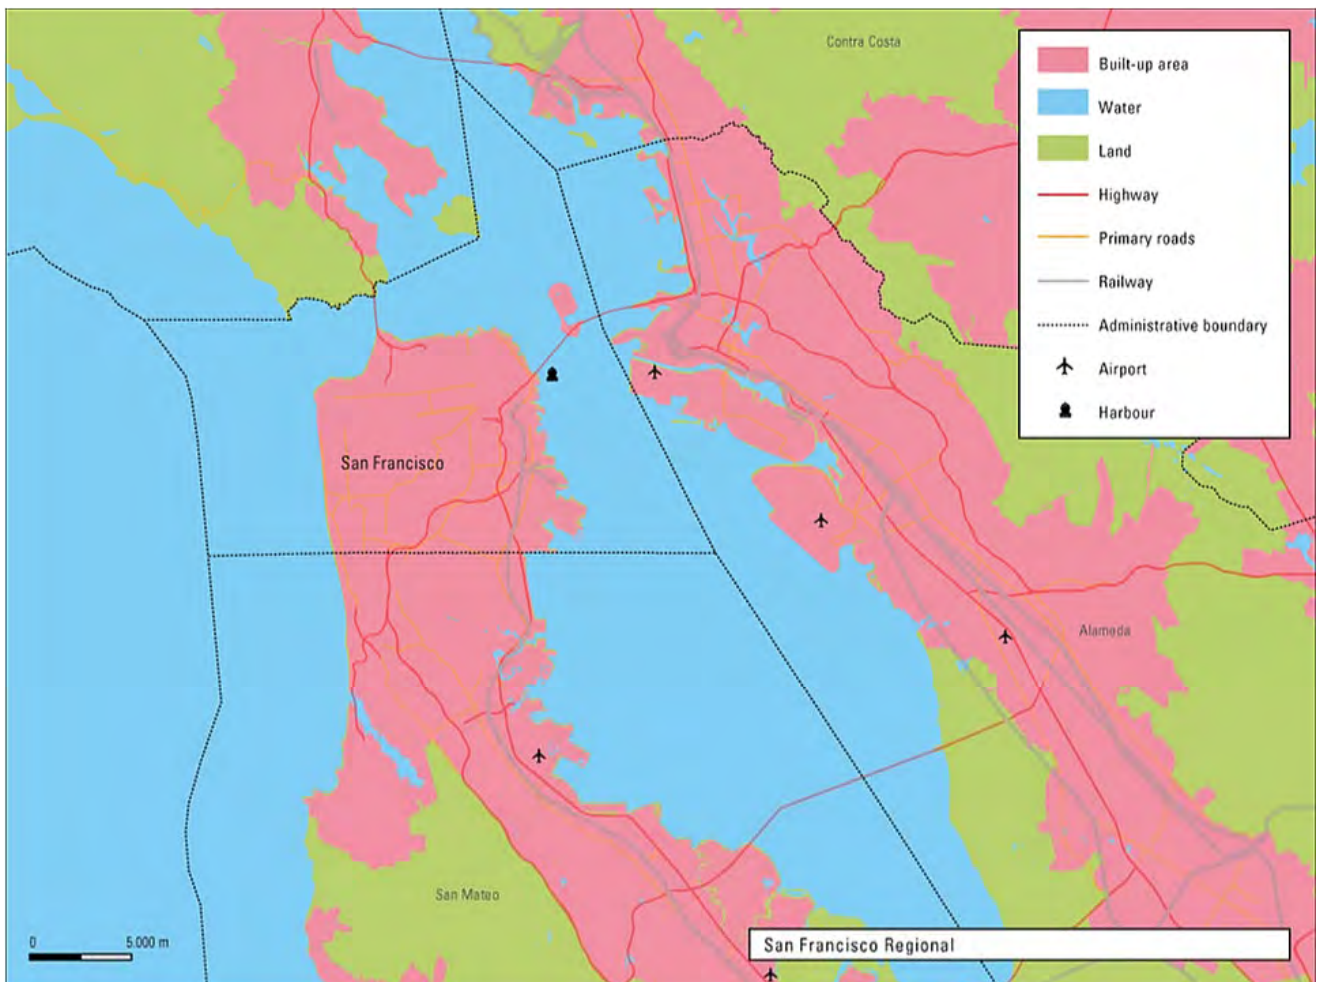 Contra Costa
Built-up area
Water
Land
Highway
Primary roads
Railway
Administrative boundary
Airport
Harbour
San Francisco
Alameda
San Mateo
0 5.000 m
San Francisco Regional